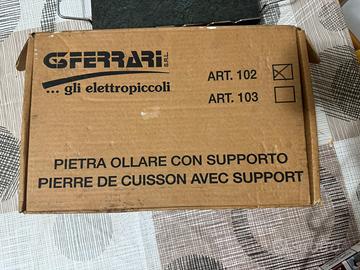 G3FERRARI S.R.L.
... gli elettropiccoli
ART. 102
ART. 103
PIETRA OLLARE CON SUPPORTO
PIERRE DE CUISSON AVEC SUPPORT